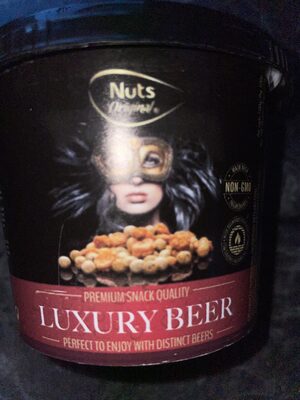 Nuts
Original ®
NON-GMO
PREMIUM SNACK QUALITY
LUXURY BEER
PERFECT TO ENJOY WITH DISTINCT BEERS